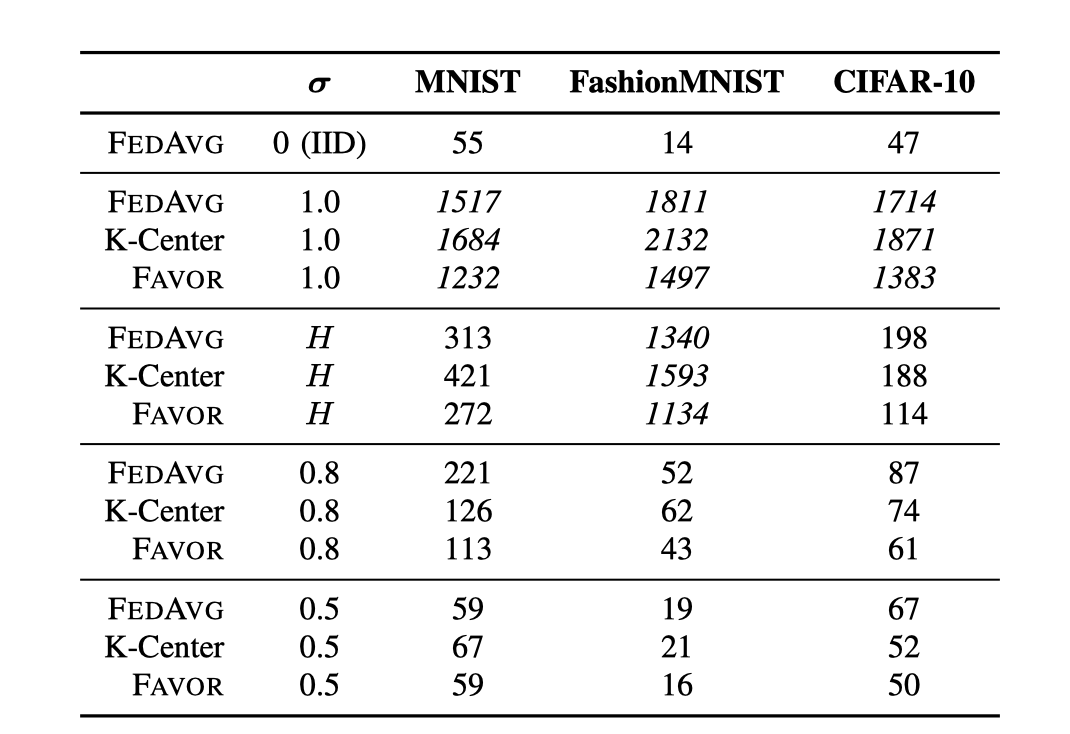 σ MNIST FashionMNIST CIFAR-10
FEDAVG 0 (IID) 55 14 47
FEDAVG 1.0 1517 1811 1714
K-Center 1.0 1684 2132 1871
FAVOR 1.0 1232 1497 1383
FEDAVG H 313 1340 198
K-Center H 421 1593 188
FAVOR H 272 1134 114
FEDAVG 0.8 221 52 87
K-Center 0.8 126 62 74
FAVOR 0.8 113 43 61
FEDAVG 0.5 59 19 67
K-Center 0.5 67 21 52
FAVOR 0.5 59 16 50